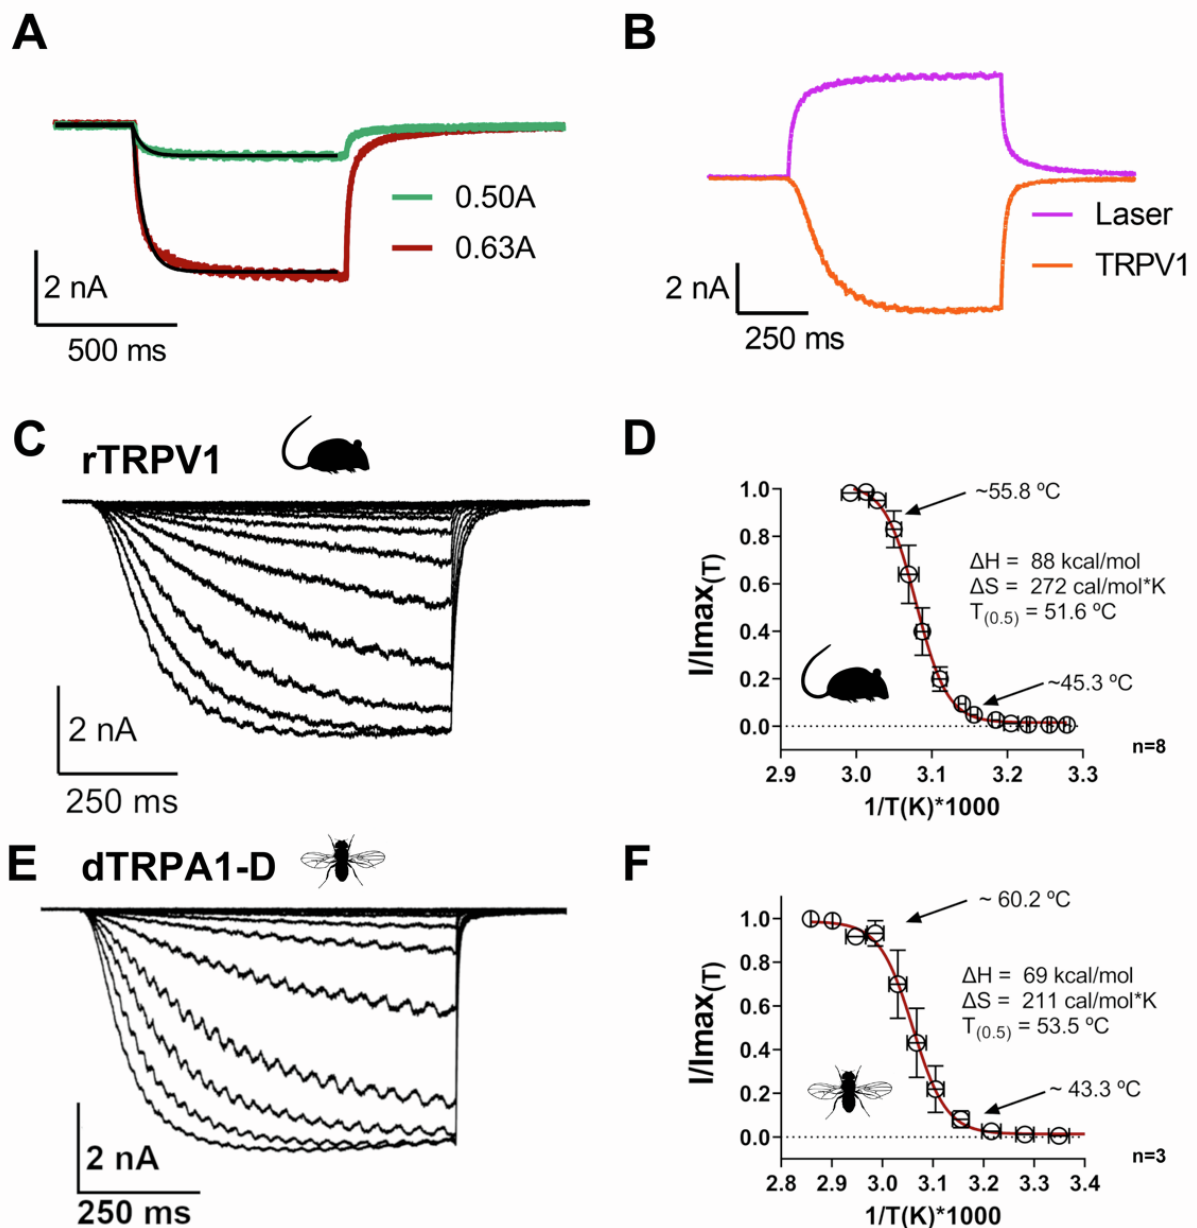 A
0.50A
0.63A
2 nA
500 ms
B
Laser
TRPV1
2 nA
250 ms
C
rTRPV1
2 nA
250 ms
D
I/Imax(T)
1.0
0.8
0.6
0.4
0.2
0.0
~55.8 ºC
ΔH = 88 kcal/mol
ΔS = 272 cal/mol*K
T(0.5) = 51.6 ºC
~45.3 ºC
n=8
2.9 3.0 3.1 3.2 3.3
1/T(K)*1000
E
dTRPA1-D
2 nA
250 ms
F
I/Imax(T)
1.0
0.8
0.6
0.4
0.2
0.0
~ 60.2 ºC
ΔH = 69 kcal/mol
ΔS = 211 cal/mol*K
T(0.5) = 53.5 ºC
~ 43.3 ºC
n=3
2.8 2.9 3.0 3.1 3.2 3.3 3.4
1/T(K)*1000